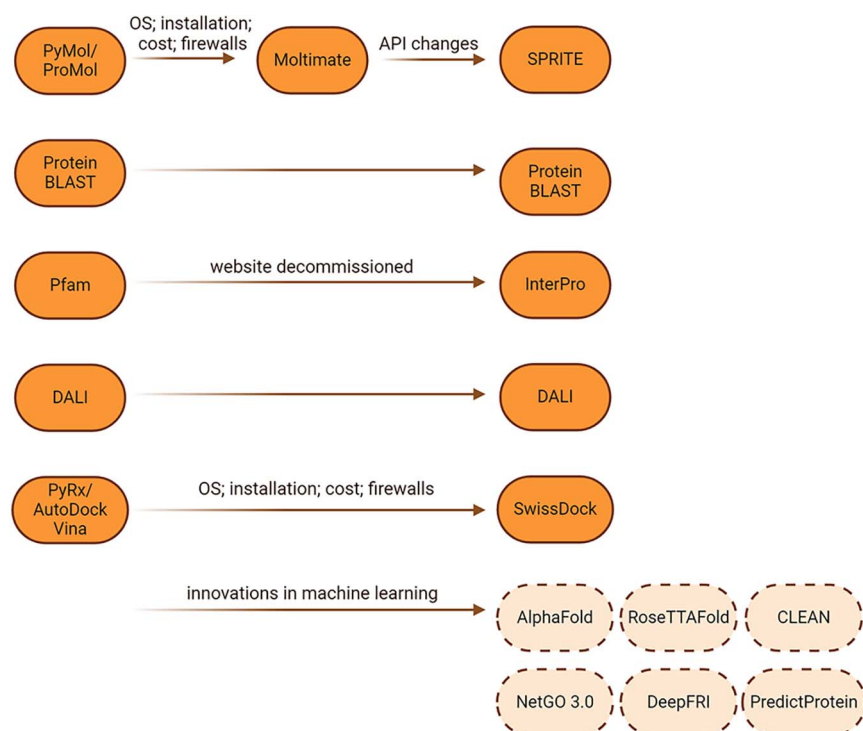 OS; installation;
cost; firewalls
API changes
PyMol/
ProMol
Moltimate
SPRITE
Protein
BLAST
Protein
BLAST
website decommissioned
Pfam
InterPro
DALI
DALI
PyRx/
AutoDock
Vina
OS; installation; cost; firewalls
SwissDock
innovations in machine learning
AlphaFold
RoseTTAFold
CLEAN
NetGO 3.0
DeepFRI
PredictProtein